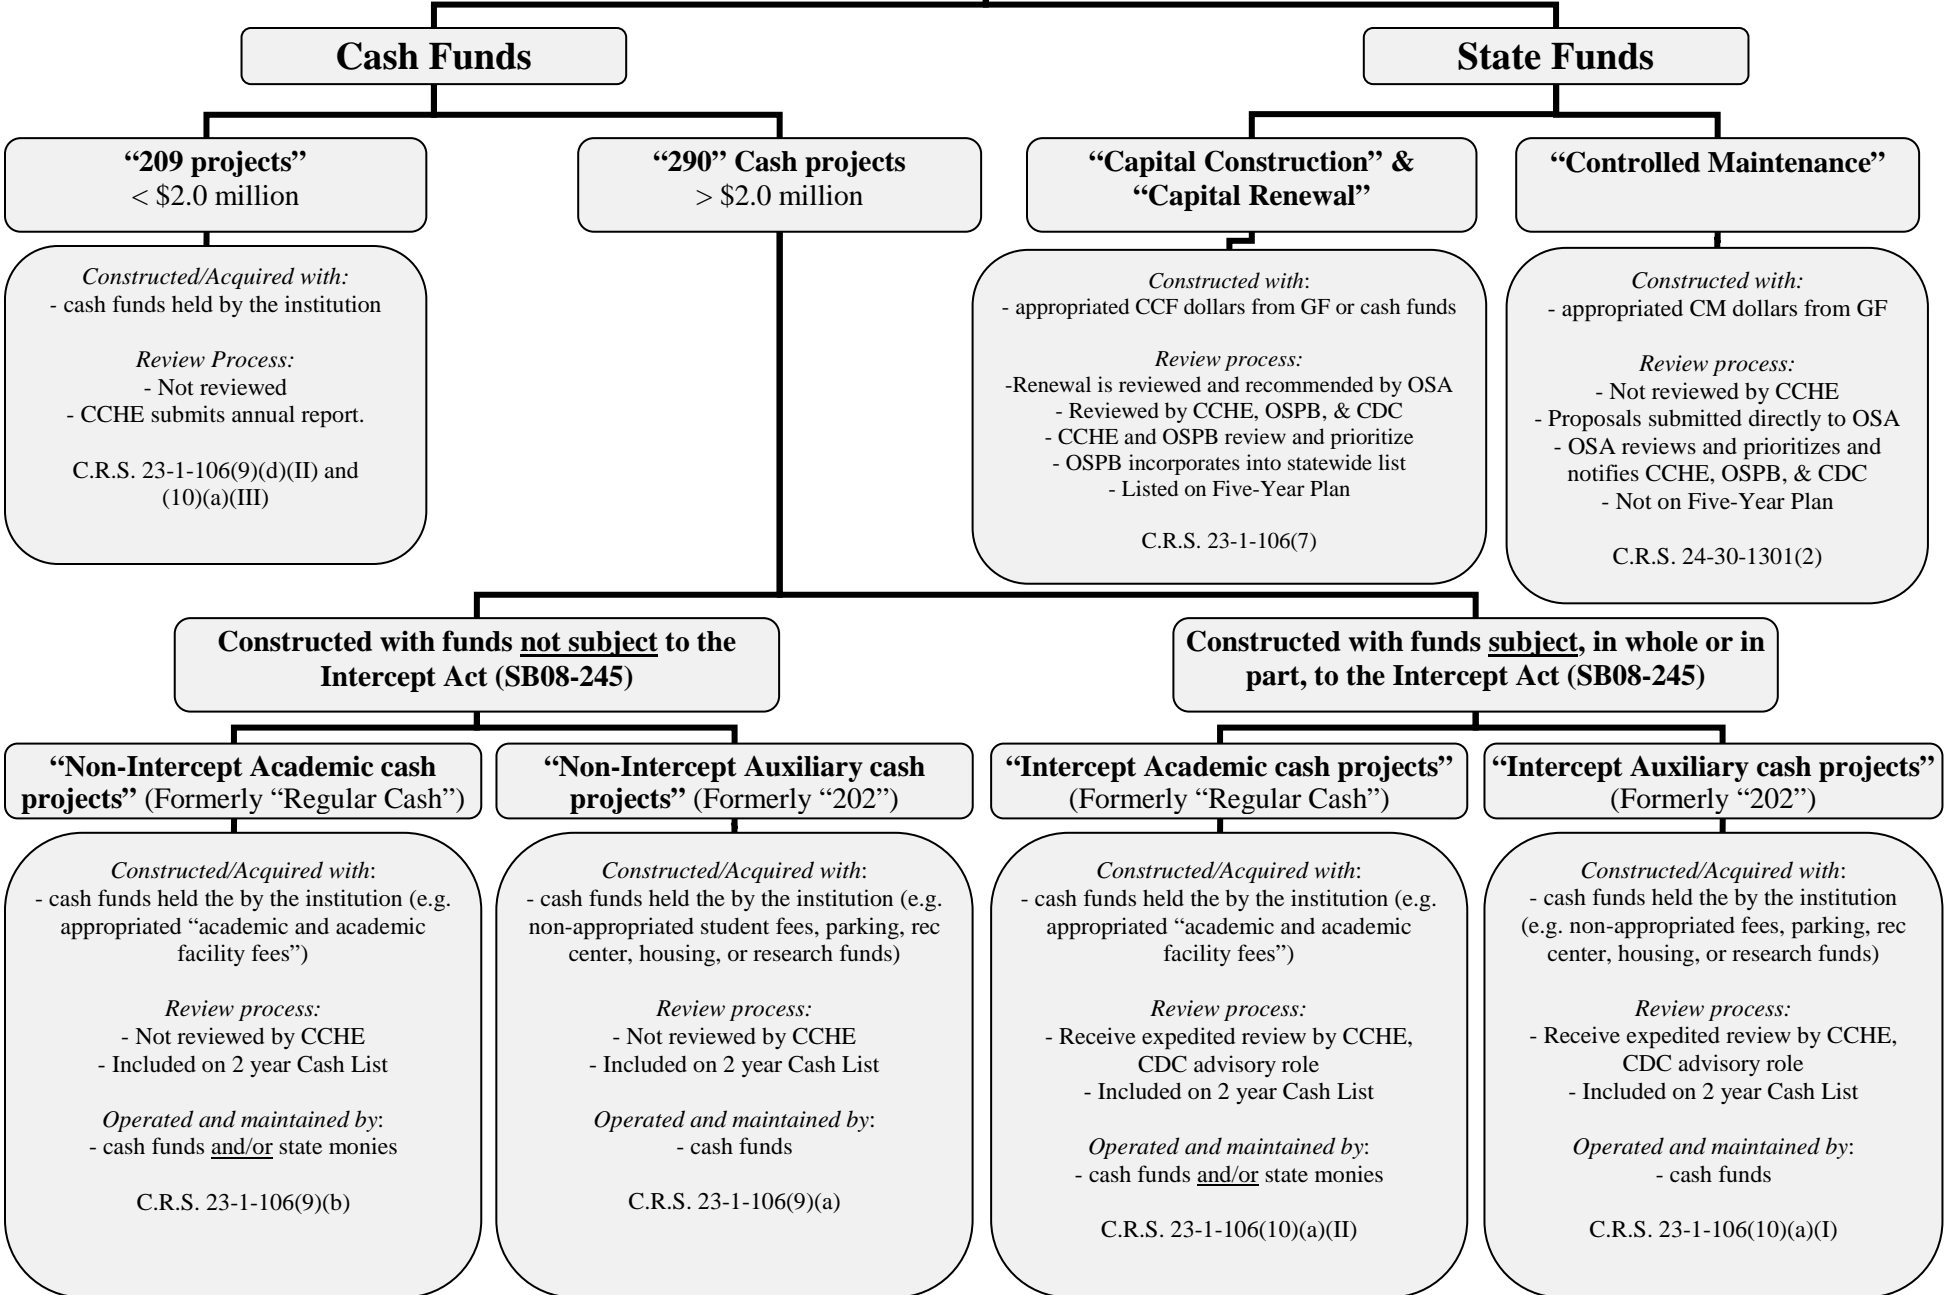 Cash Funds
State Funds
“209 projects”
< $2.0 million
“290” Cash projects
> $2.0 million
“Capital Construction” &
“Capital Renewal”
“Controlled Maintenance”
Constructed/Acquired with:
- cash funds held by the institution
Review Process:
- Not reviewed
- CCHE submits annual report.
C.R.S. 23-1-106(9)(d)(II) and
(10)(a)(III)
Constructed with:
- appropriated CCF dollars from GF or cash funds
Review process:
-Renewal is reviewed and recommended by OSA
- Reviewed by CCHE, OSPB, & CDC
- CCHE and OSPB review and prioritize
- OSPB incorporates into statewide list
- Listed on Five-Year Plan
C.R.S. 23-1-106(7)
Constructed with:
- appropriated CM dollars from GF
Review process:
- Not reviewed by CCHE
- Proposals submitted directly to OSA
- OSA reviews and prioritizes and
notifies CCHE, OSPB, & CDC
- Not on Five-Year Plan
C.R.S. 24-30-1301(2)
Constructed with funds not subject to the
Intercept Act (SB08-245)
Constructed with funds subject, in whole or in
part, to the Intercept Act (SB08-245)
“Non-Intercept Academic cash
projects” (Formerly “Regular Cash”)
“Non-Intercept Auxiliary cash
projects” (Formerly “202”)
“Intercept Academic cash projects”
(Formerly “Regular Cash”)
“Intercept Auxiliary cash projects”
(Formerly “202”)
Constructed/Acquired with:
- cash funds held the by the institution (e.g.
appropriated “academic and academic
facility fees”)
Review process:
- Not reviewed by CCHE
- Included on 2 year Cash List
Operated and maintained by:
- cash funds and/or state monies
C.R.S. 23-1-106(9)(b)
Constructed/Acquired with:
- cash funds held the by the institution (e.g.
non-appropriated student fees, parking, rec
center, housing, or research funds)
Review process:
- Not reviewed by CCHE
- Included on 2 year Cash List
Operated and maintained by:
- cash funds
C.R.S. 23-1-106(9)(a)
Constructed/Acquired with:
- cash funds held the by the institution (e.g.
appropriated “academic and academic
facility fees”)
Review process:
- Receive expedited review by CCHE,
CDC advisory role
- Included on 2 year Cash List
Operated and maintained by:
- cash funds and/or state monies
C.R.S. 23-1-106(10)(a)(II)
Constructed/Acquired with:
- cash funds held the by the institution
(e.g. non-appropriated fees, parking, rec
center, housing, or research funds)
Review process:
- Receive expedited review by CCHE,
CDC advisory role
- Included on 2 year Cash List
Operated and maintained by:
- cash funds
C.R.S. 23-1-106(10)(a)(I)